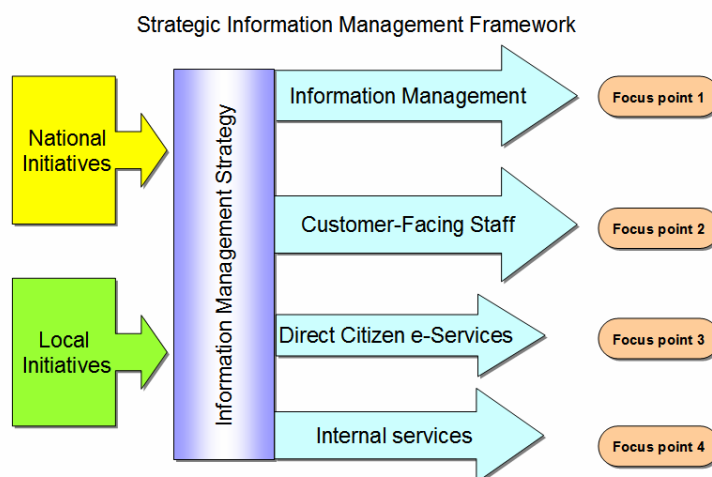 Strategic Information Management Framework
National
Initiatives
Local
Initiatives
Information Management Strategy
Information Management
Focus point 1
Customer-Facing Staff
Focus point 2
Direct Citizen e-Services
Focus point 3
Internal services
Focus point 4